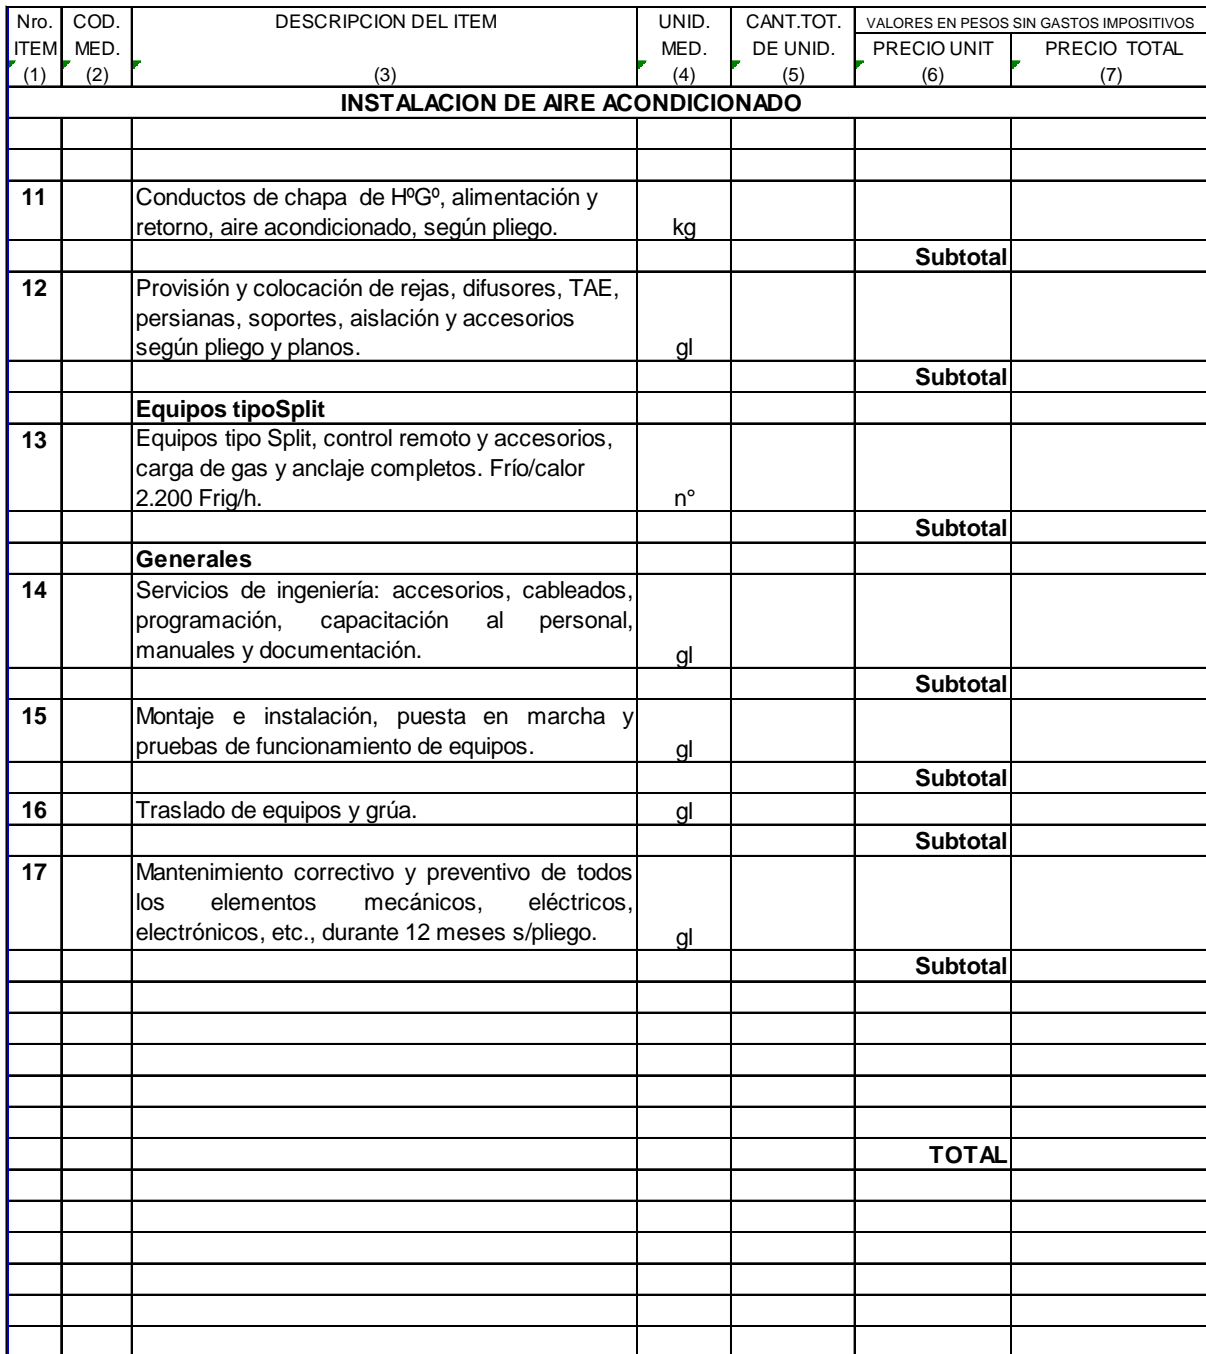 Nro. COD. DESCRIPCION DEL ITEM UNID. CANT.TOT. VALORES EN PESOS SIN GASTOS IMPOSITIVOS
ITEM MED. MED. DE UNID. PRECIO UNIT PRECIO TOTAL
(1) (2) (3) (4) (5) (6) (7)
INSTALACION DE AIRE ACONDICIONADO
11 Conductos de chapa de HºGº, alimentación y
retorno, aire acondicionado, según pliego. kg
Subtotal
12 Provisión y colocación de rejas, difusores, TAE,
persianas, soportes, aislación y accesorios
según pliego y planos. gl
Subtotal
Equipos tipoSplit
13 Equipos tipo Split, control remoto y accesorios,
carga de gas y anclaje completos. Frío/calor
2.200 Frig/h. n°
Subtotal
Generales
14 Servicios de ingeniería: accesorios, cableados,
programación, capacitación al personal,
manuales y documentación. gl
Subtotal
15 Montaje e instalación, puesta en marcha y
pruebas de funcionamiento de equipos. gl
Subtotal
16 Traslado de equipos y grúa. gl
Subtotal
17 Mantenimiento correctivo y preventivo de todos
los elementos mecánicos, eléctricos,
electrónicos, etc., durante 12 meses s/pliego. gl
Subtotal
TOTAL